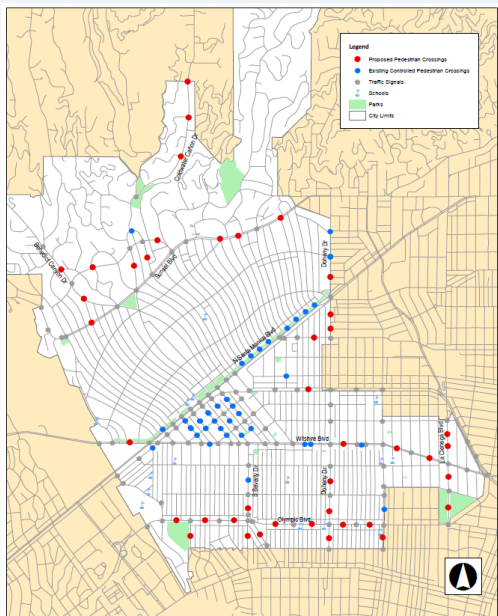 Legend
Proposed Pedestrian Crossings
Existing Controlled Pedestrian Crossings
Traffic Signals
Schools
Parks
City Limits
Coldwater Canyon Dr
Benedict Canyon Dr
Sunset Blvd
Doheny Dr
N Santa Monica Blvd
Wilshire Blvd
La Cienega Blvd
S Beverly Dr
Doheny Dr
Olympic Blvd